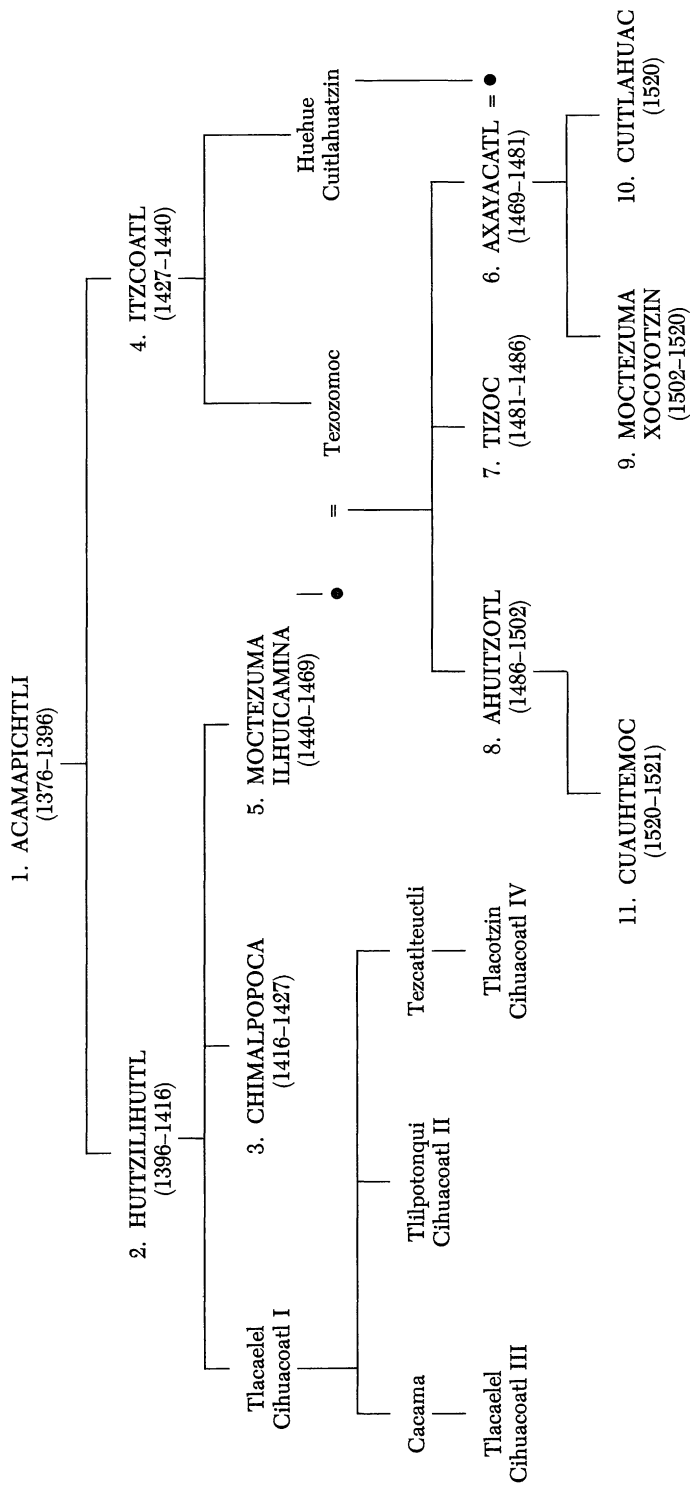 1. ACAMAPICHTLI
(1376–1396)
2. HUITZILIHUITL
(1396–1416)
4. ITZCOATL
(1427–1440)
Tlacaelel
Cihuacoatl I
3. CHIMALPOPOCA
(1416–1427)
5. MOCTEZUMA
ILHUICAMINA
(1440–1469)
=
Tezozomoc
Huehue
Cuitlahuatzin
Cacama
Tlilpotonqui
Cihuacoatl II
Tezcatlteuctli
Tlacaelel
Cihuacoatl III
Tlacotzin
Cihuacoatl IV
8. AHUITZOTL
(1486–1502)
7. TIZOC
(1481–1486)
6. AXAYACATL =
(1469–1481)
11. CUAUHTEMOC
(1520–1521)
9. MOCTEZUMA
XOCOYOTZIN
(1502–1520)
10. CUITLAHUAC
(1520)